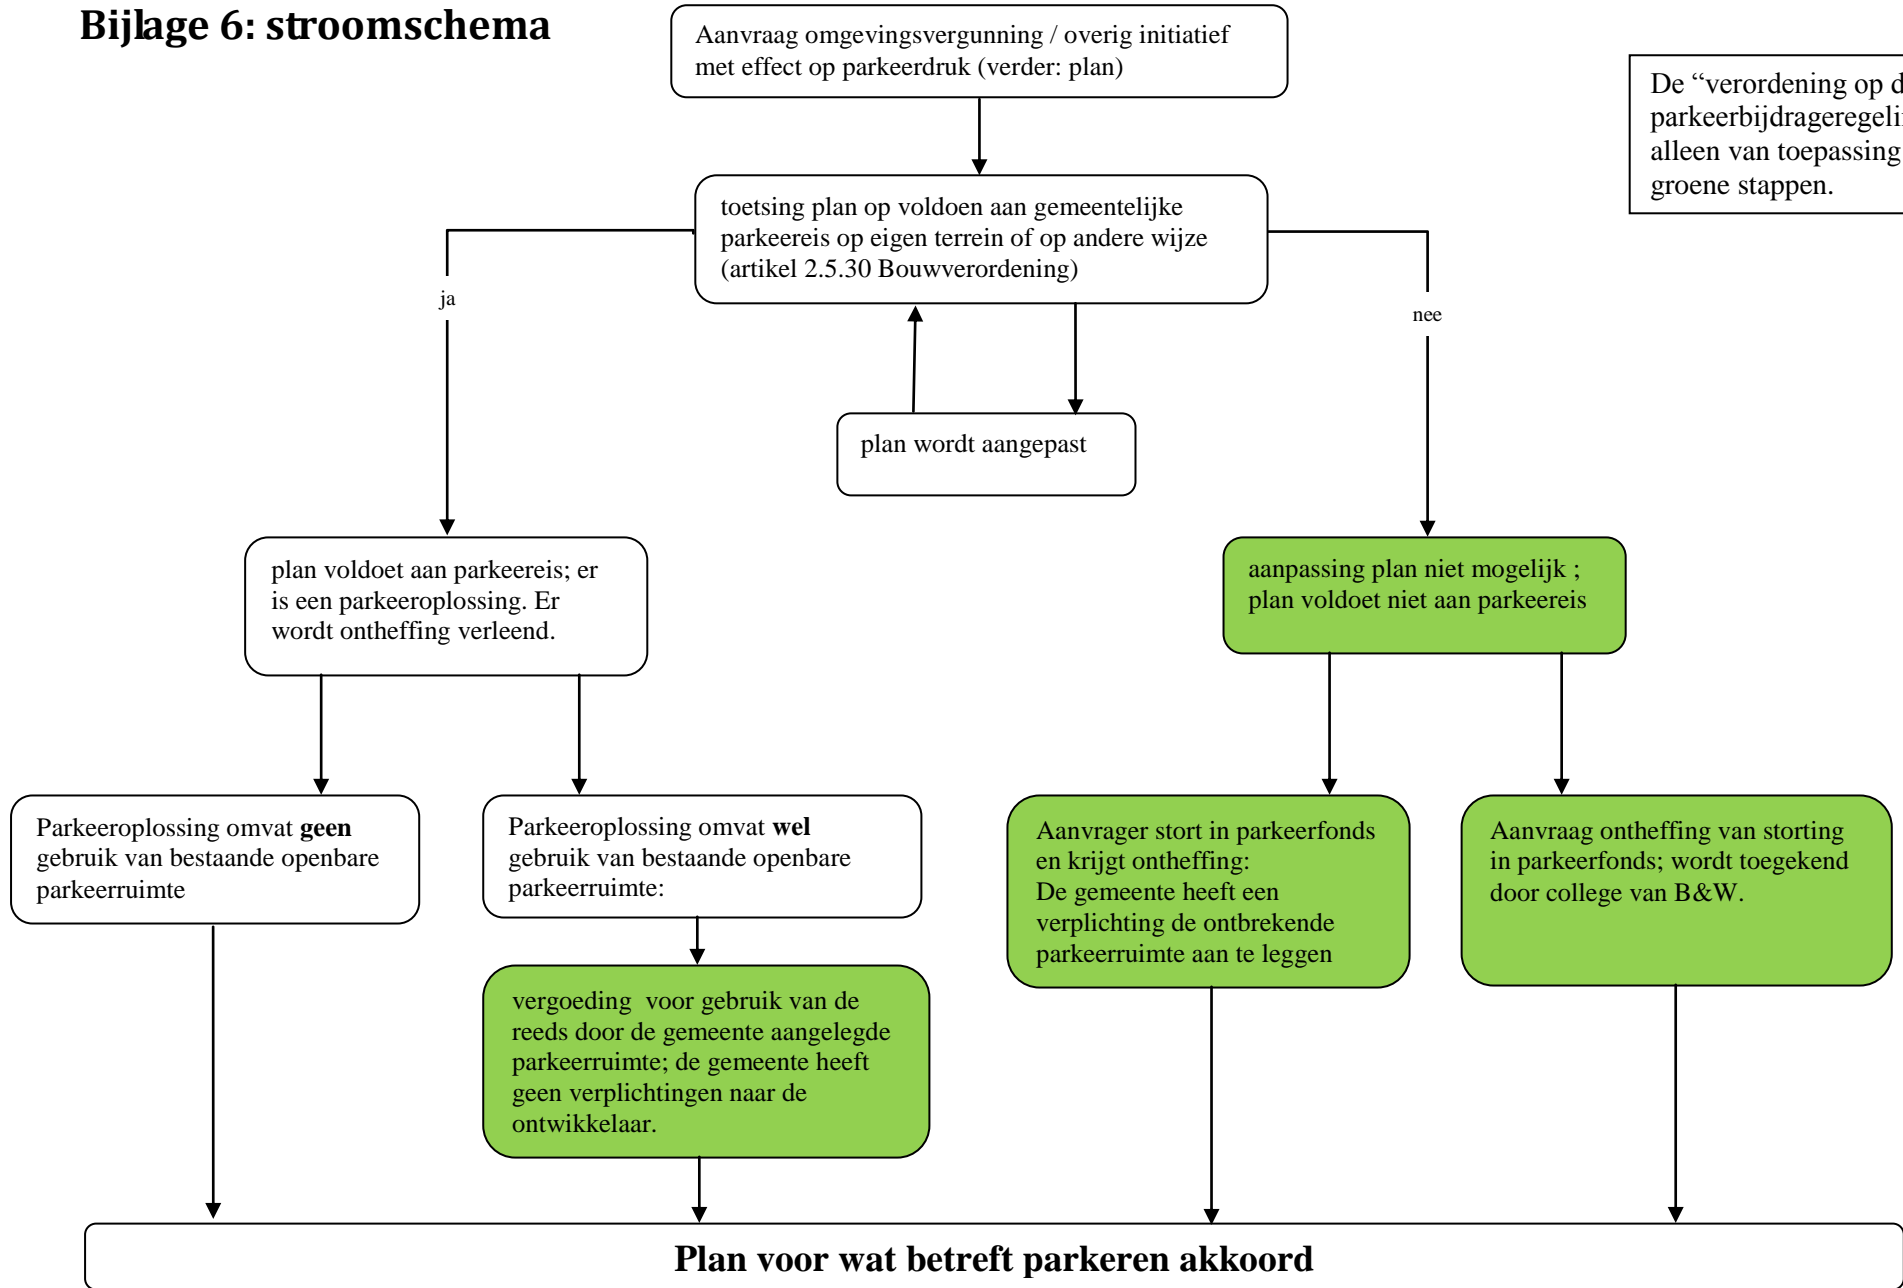 Bijlage 6: stroomschema
Aanvraag omgevingsvergunning / overig initiatief
met effect op parkeerdruk (verder: plan)
De “verordening op d
parkeerbijdrageregeli
alleen van toepassing
groene stappen.
toetsing plan op voldoen aan gemeentelijke
parkeereis op eigen terrein of op andere wijze
(artikel 2.5.30 Bouwverordening)
ja
nee
plan wordt aangepast
plan voldoet aan parkeereis; er
is een parkeeroplossing. Er
wordt ontheffing verleend.
aanpassing plan niet mogelijk ;
plan voldoet niet aan parkeereis
Parkeeroplossing omvat geen
gebruik van bestaande openbare
parkeerruimte
Parkeeroplossing omvat wel
gebruik van bestaande openbare
parkeerruimte:
Aanvrager stort in parkeerfonds
en krijgt ontheffing:
De gemeente heeft een
verplichting de ontbrekende
parkeerruimte aan te leggen
Aanvraag ontheffing van storting
in parkeerfonds; wordt toegekend
door college van B&W.
vergoeding voor gebruik van de
reeds door de gemeente aangelegde
parkeerruimte; de gemeente heeft
geen verplichtingen naar de
ontwikkelaar.
Plan voor wat betreft parkeren akkoord